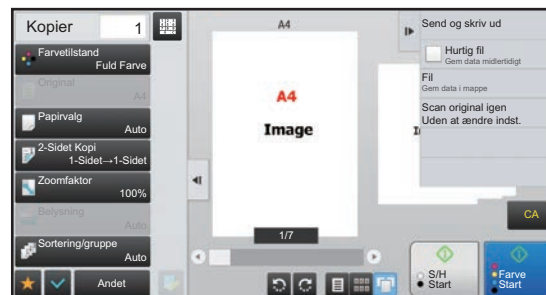 Kopier 1
Farvetilstand
Fuld Farve
Original
A4
Papirvalg
Auto
2-Sidet Kopi
1-Sidet→1-Sidet
Zoomfaktor
100%
Belysning
Auto
Sortering/gruppe
Auto
Andet
A4
A4
Image
1/7
Send og skriv ud
Hurtig fil
Gem data midlertidigt
Fil
Gem data i mappe
Scan original igen
Uden at ændre indst.
CA
S/H
Start
Farve
Start